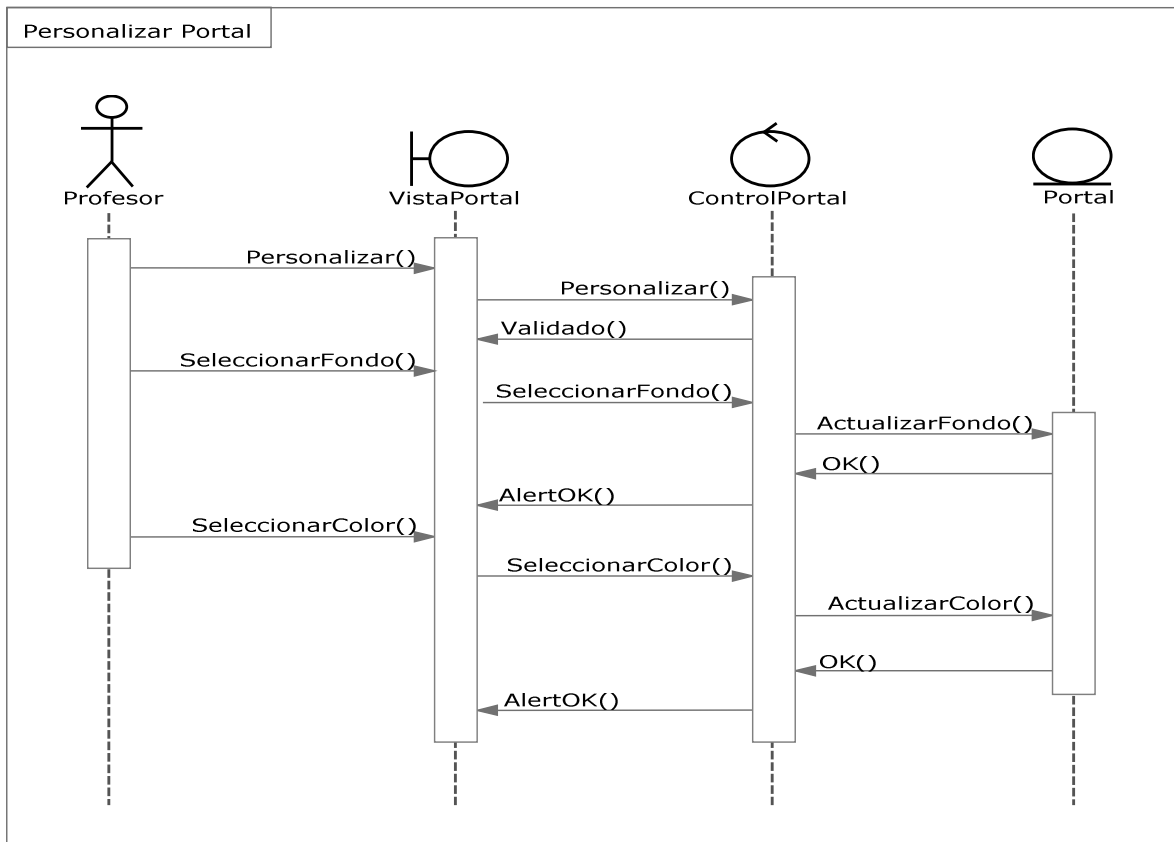 Personalizar Portal
Profesor
VistaPortal
ControlPortal
Portal
Personalizar()
Personalizar()
Validado()
SeleccionarFondo()
SeleccionarFondo()
ActualizarFondo()
OK()
AlertOK()
SeleccionarColor()
SeleccionarColor()
ActualizarColor()
OK()
AlertOK()